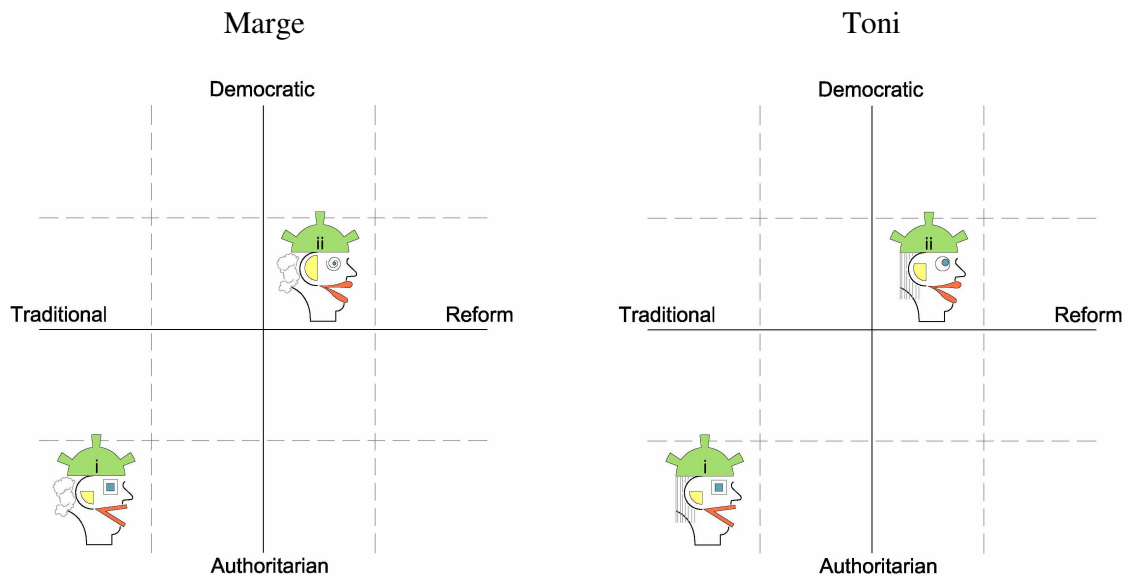 Marge
Toni
Democratic
Democratic
ii
ii
Traditional
Reform
Traditional
Reform
i
i
Authoritarian
Authoritarian